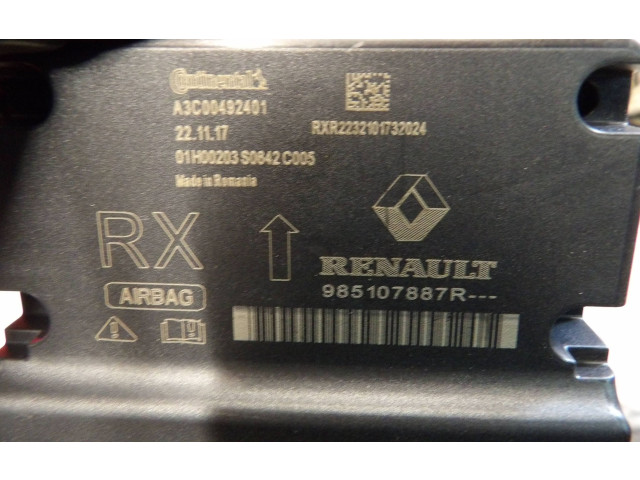 Continental
A3C00492401
22.11.17
RXR2232101732024
01H00203 S0842 C005
Made in Romania
RX
RENAULT
AIRBAG
985107887R---